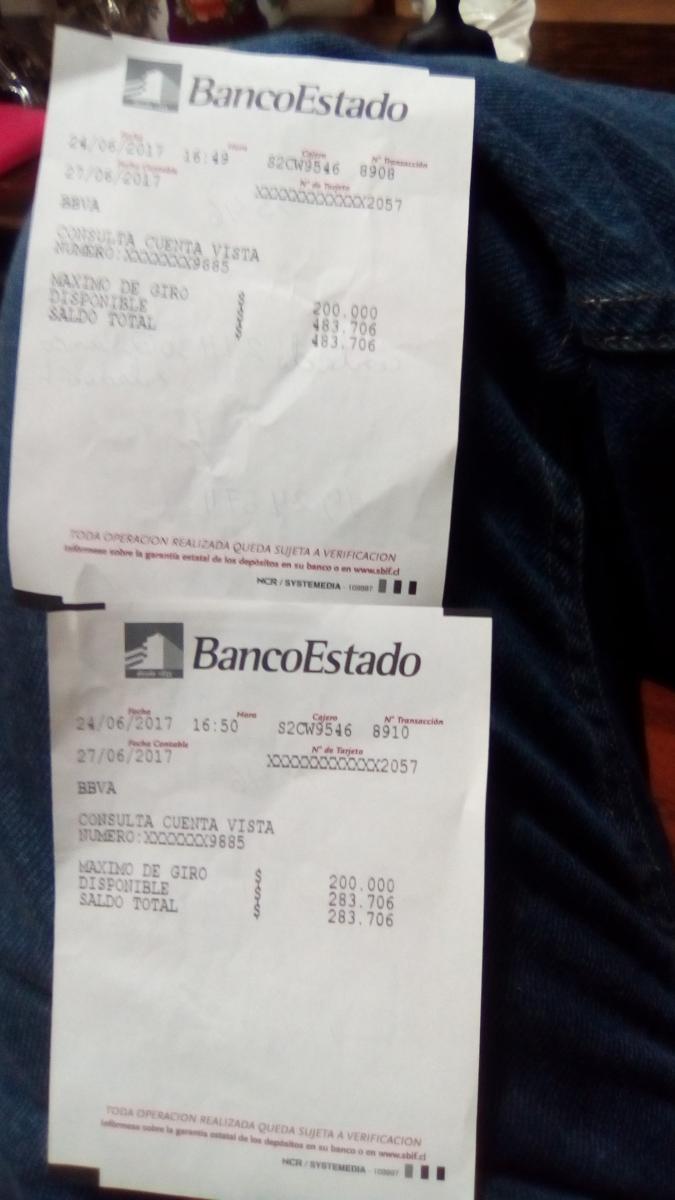 BancoEstado
Fecha Hora Cajero N° Transacción
24/06/2017 16:49 S2CW9546 8908
Fecha Contable N° de Tarjeta
27/06/2017 XXXXXXXXXXXX2057
BBVA
CONSULTA CUENTA VISTA
NUMERO:XXXXXXX9885
MAXIMO DE GIRO $ 200.000
DISPONIBLE $ 483.706
SALDO TOTAL $ 483.706
TODA OPERACION REALIZADA QUEDA SUJETA A VERIFICACION
Infórmese sobre la garantía estatal de los depósitos en su banco o en www.sbif.cl
NCR / SYSTEMEDIA - 109997
BancoEstado
Fecha Hora Cajero N° Transacción
24/06/2017 16:50 S2CW9546 8910
Fecha Contable N° de Tarjeta
27/06/2017 XXXXXXXXXXXX2057
BBVA
CONSULTA CUENTA VISTA
NUMERO:XXXXXXX9885
MAXIMO DE GIRO $ 200.000
DISPONIBLE $ 283.706
SALDO TOTAL $ 283.706
TODA OPERACION REALIZADA QUEDA SUJETA A VERIFICACION
Infórmese sobre la garantía estatal de los depósitos en su banco o en www.sbif.cl
NCR / SYSTEMEDIA - 109997